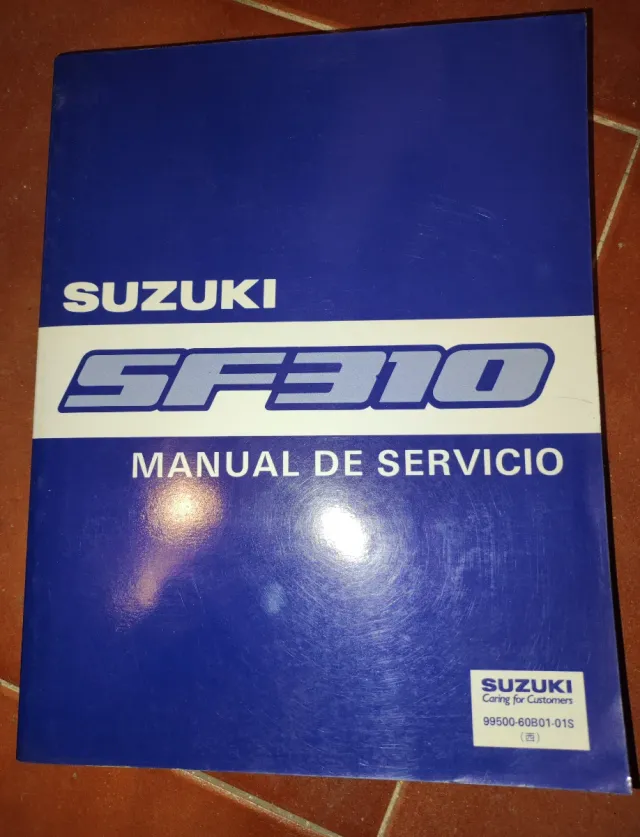 SUZUKI
SF310
MANUAL DE SERVICIO
SUZUKI
Caring for Customers
99500-60B01-01S
(西)